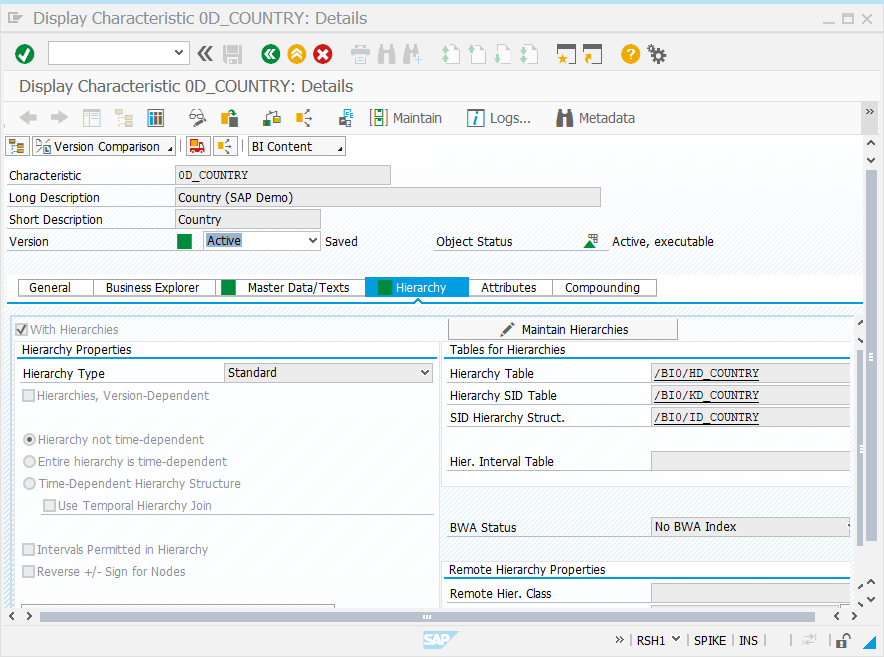 Display Characteristic 0D_COUNTRY: Details
Display Characteristic 0D_COUNTRY: Details
Maintain Logs... Metadata
Version Comparison BI Content
Characteristic 0D_COUNTRY
Long Description Country (SAP Demo)
Short Description Country
Version Active Saved Object Status Active, executable
General Business Explorer Master Data/Texts Hierarchy Attributes Compounding
With Hierarchies Maintain Hierarchies
Hierarchy Properties Tables for Hierarchies
Hierarchy Type Standard Hierarchy Table /BI0/HD_COUNTRY
Hierarchies, Version-Dependent Hierarchy SID Table /BI0/KD_COUNTRY
SID Hierarchy Struct. /BI0/ID_COUNTRY
Hierarchy not time-dependent
Entire hierarchy is time-dependent Hier. Interval Table
Time-Dependent Hierarchy Structure
Use Temporal Hierarchy Join
BWA Status No BWA Index
Intervals Permitted in Hierarchy
Reverse +/- Sign for Nodes Remote Hierarchy Properties
Remote Hier. Class
SAP RSH1 SPIKE INS